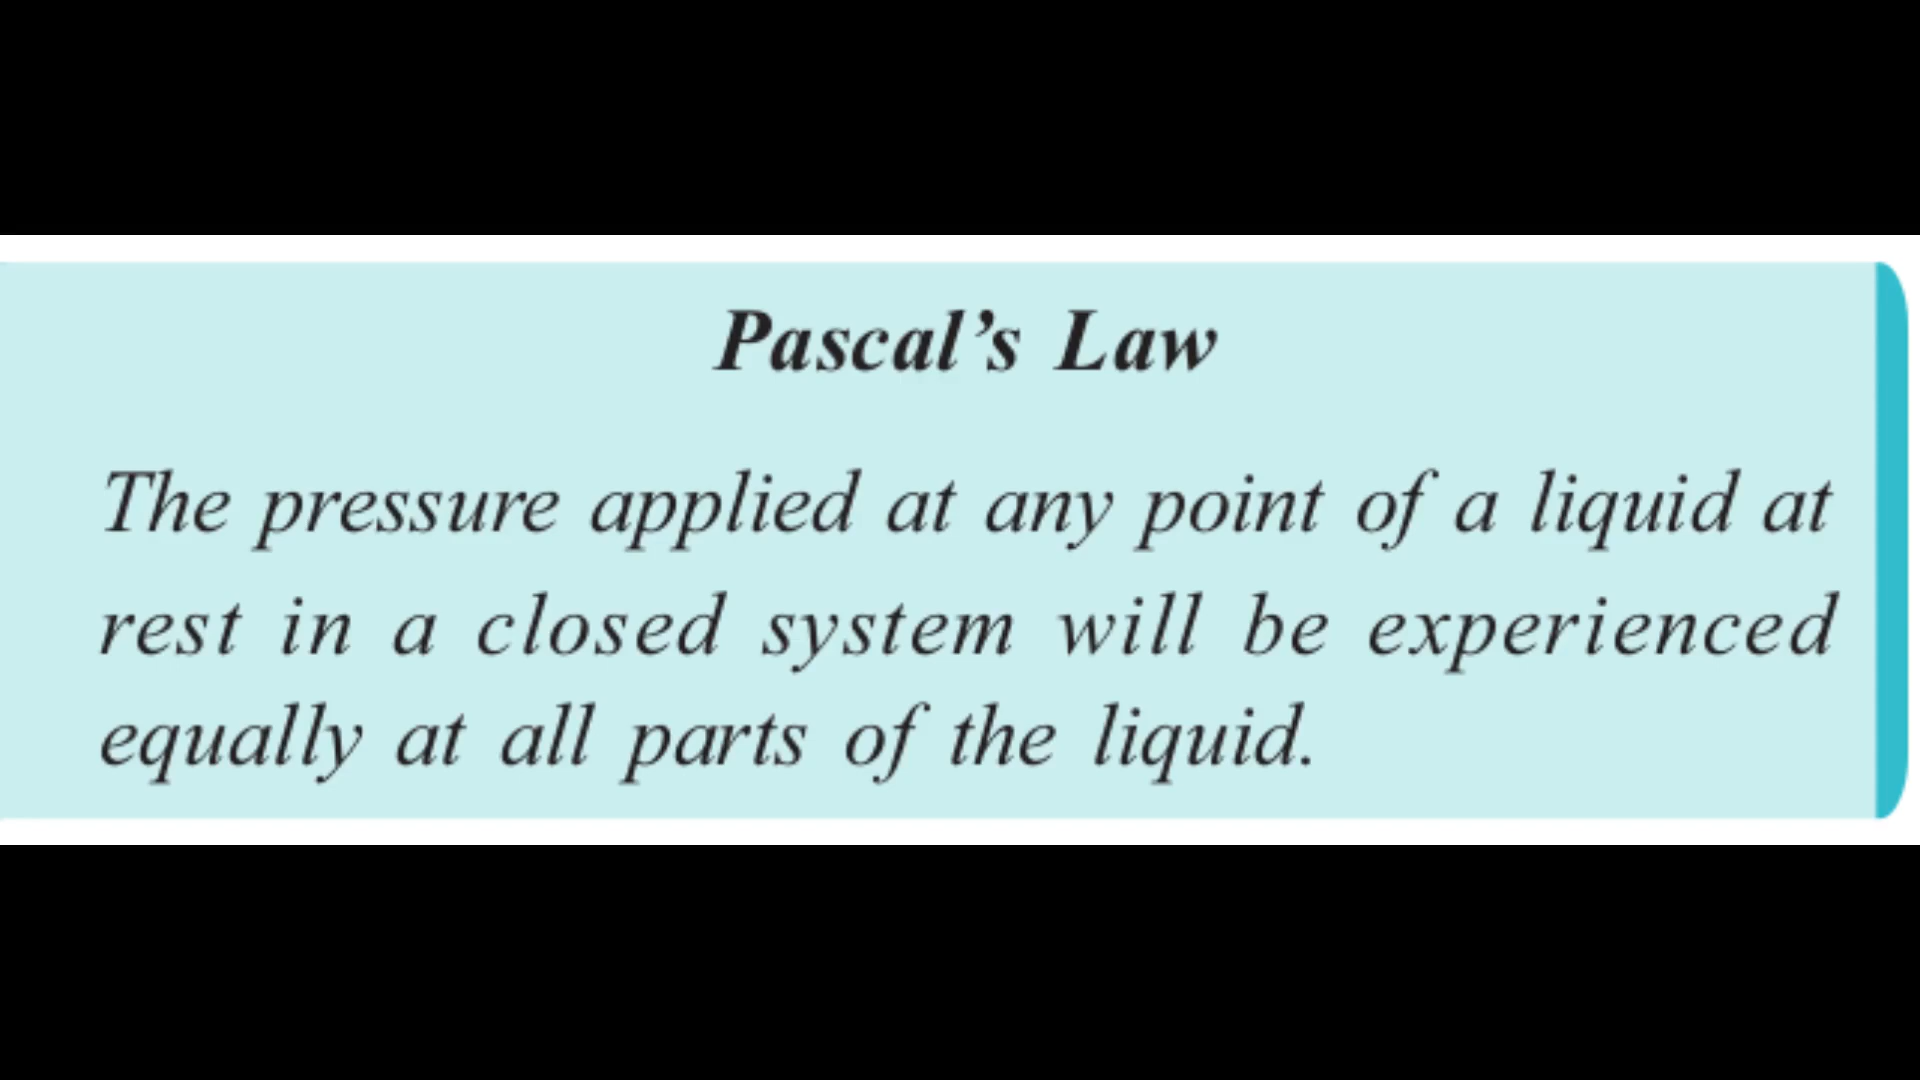 Pascal’s Law
The pressure applied at any point of a liquid at
rest in a closed system will be experienced
equally at all parts of the liquid.